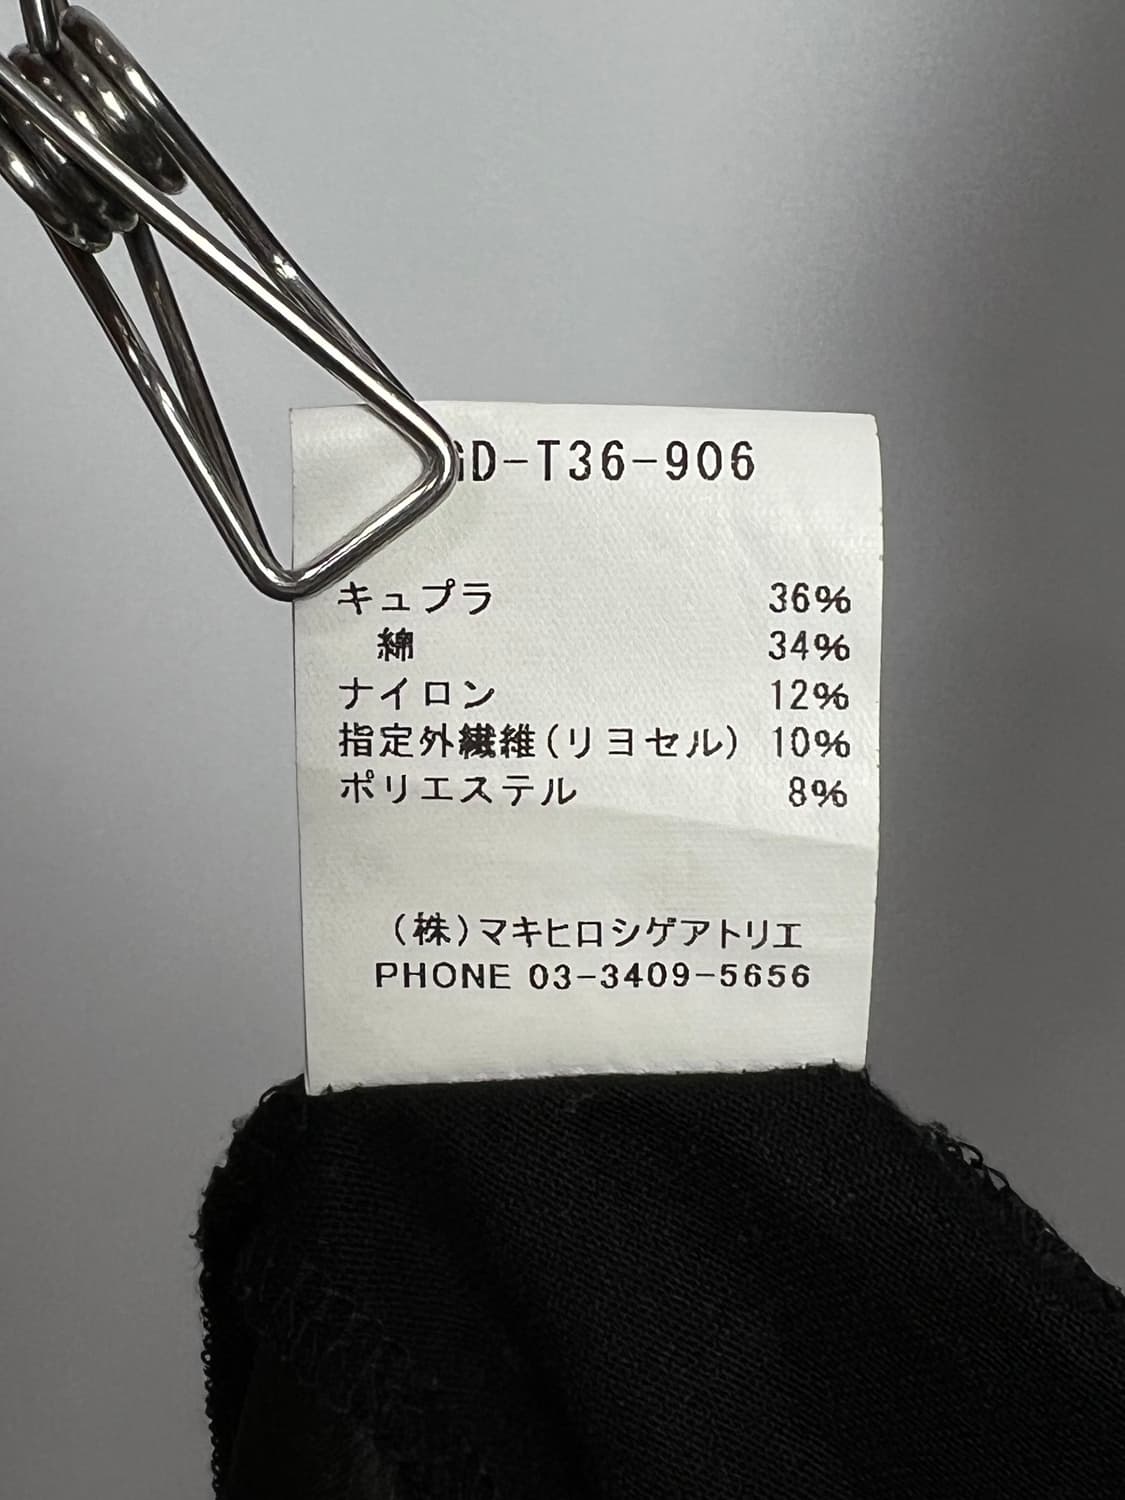 GD-T36-906
キュプラ 36%
綿 34%
ナイロン 12%
指定外繊維(リヨセル) 10%
ポリエステル 8%
(株)マキヒロシゲアトリエ
PHONE 03-3409-5656